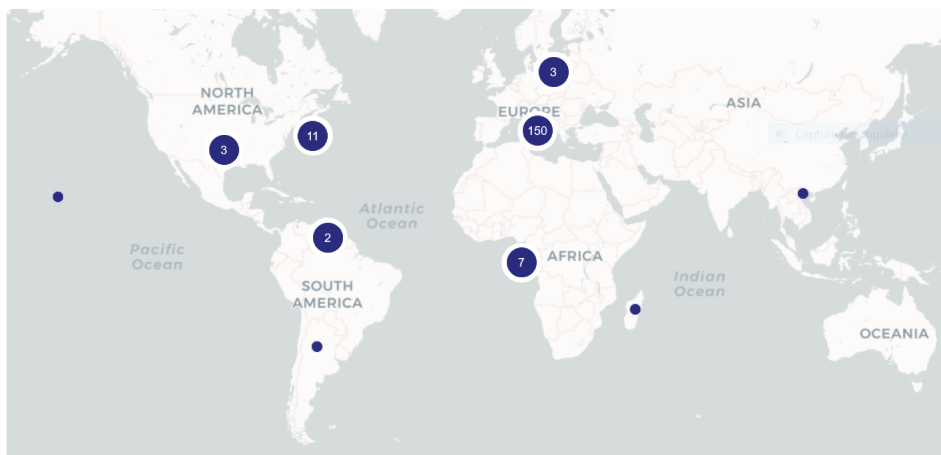 3
EUROPE
NORTH
AMERICA
ASIA
3
11
150
Atlantic
Ocean
2
Pacific
Ocean
7
AFRICA
Indian
Ocean
SOUTH
AMERICA
OCEANIA